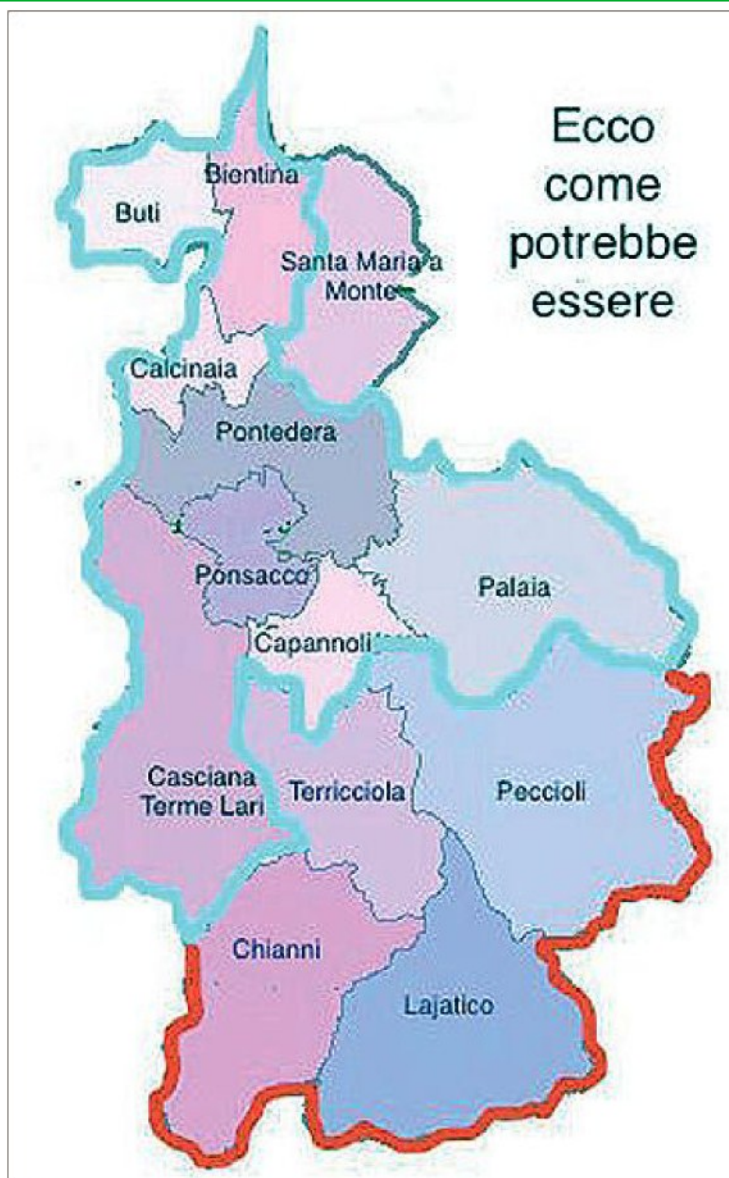 Ecco
come
potrebbe
essere
Bientina
Buti
Santa Maria a
Monte
Calcinaia
Pontedera
Ponsacco
Palaia
Capannoli
Casciana
Terme Lari
Terricciola
Peccioli
Chianni
Lajatico